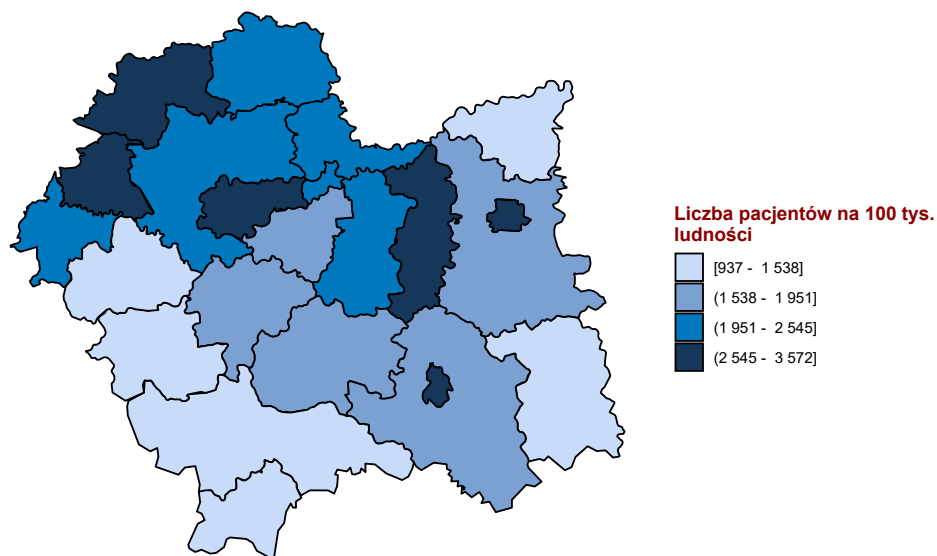 Liczba pacjentów na 100 tys.
ludności
[937 - 1 538]
(1 538 - 1 951]
(1 951 - 2 545]
(2 545 - 3 572]